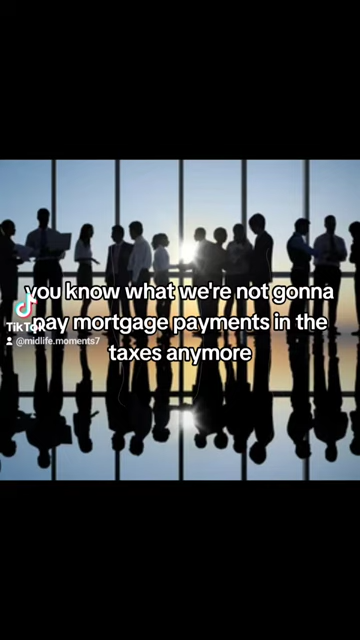 you know what we're not gonna
pay mortgage payments in the
taxes anymore
TikTok
@midlife.moments7